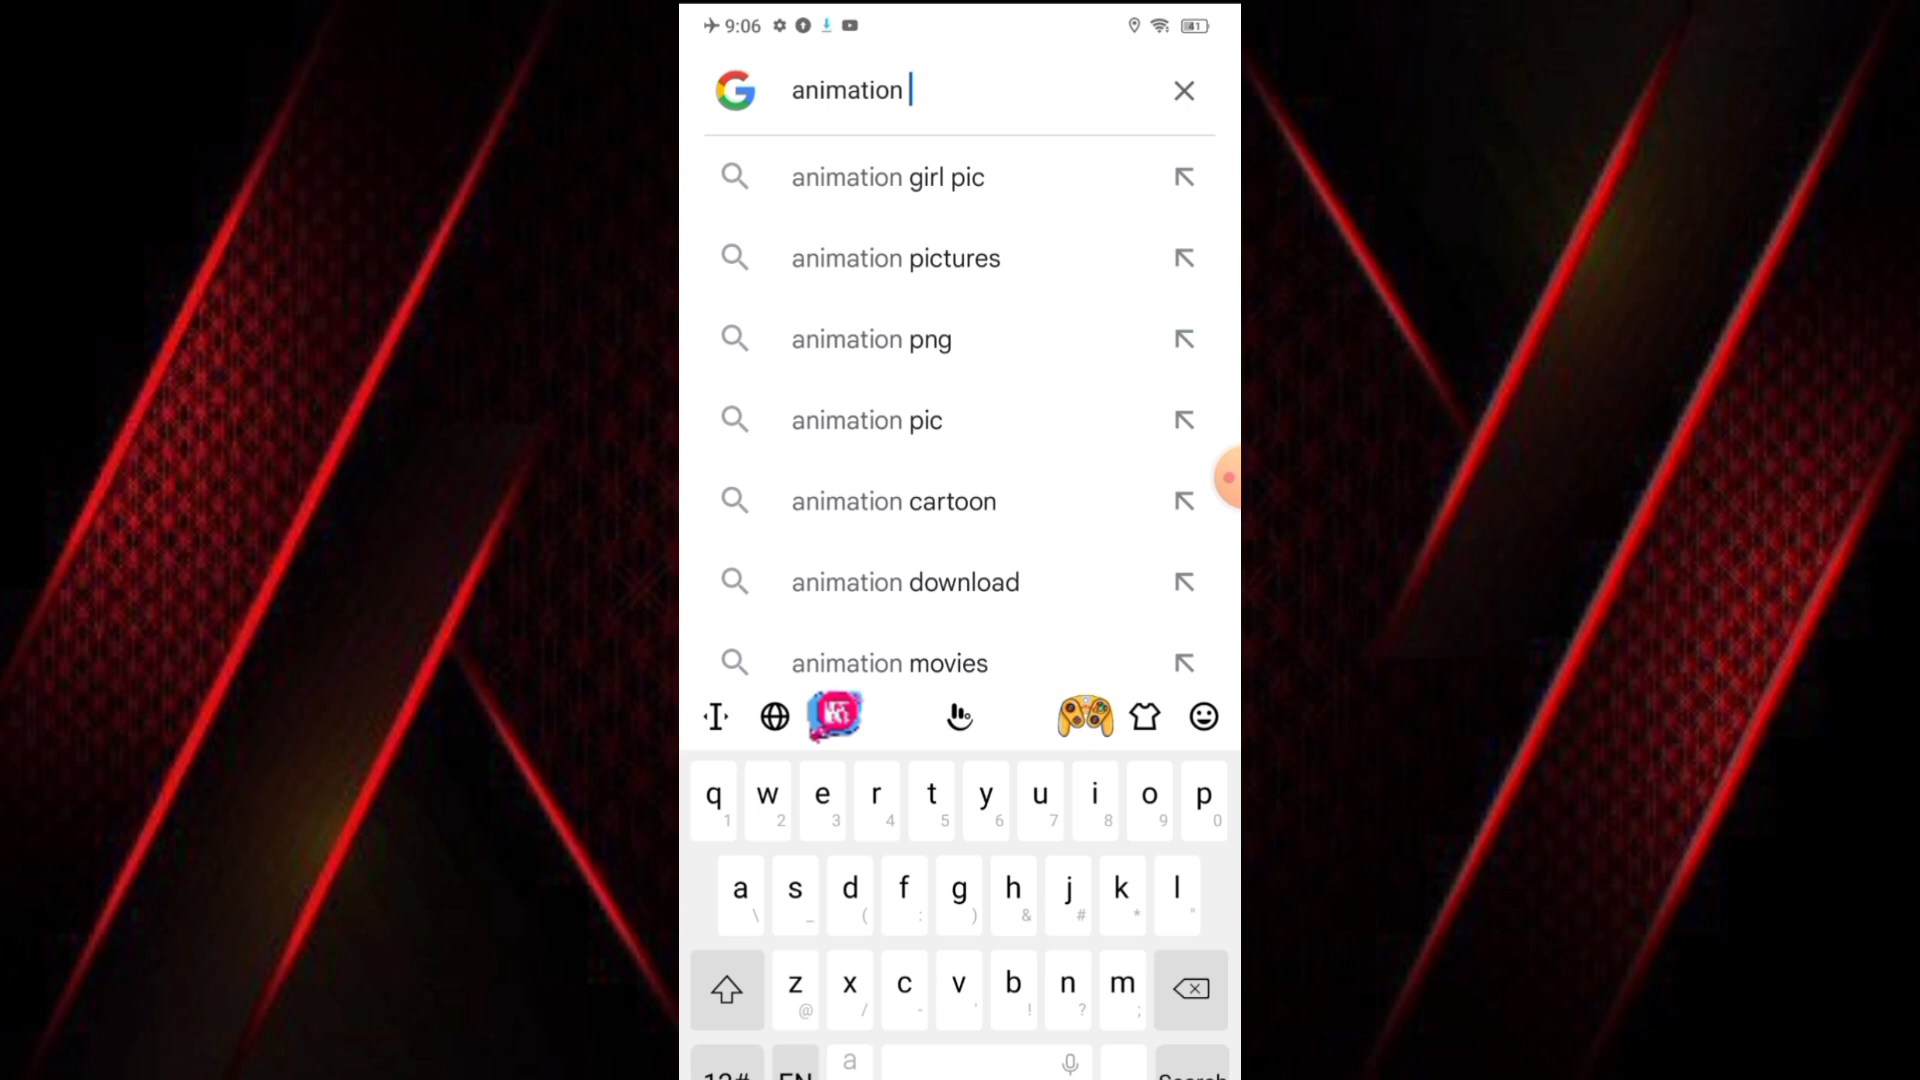 9:06 41
animation
animation girl pic
animation pictures
animation png
animation pic
animation cartoon
animation download
animation movies
q w e r t y u i o p
1 2 3 4 5 6 7 8 9 0
a s d f g h j k l
\ _ ( : ) & # * "
z x c v b n m
@ / - ' ! ? ;
12# EN a Search